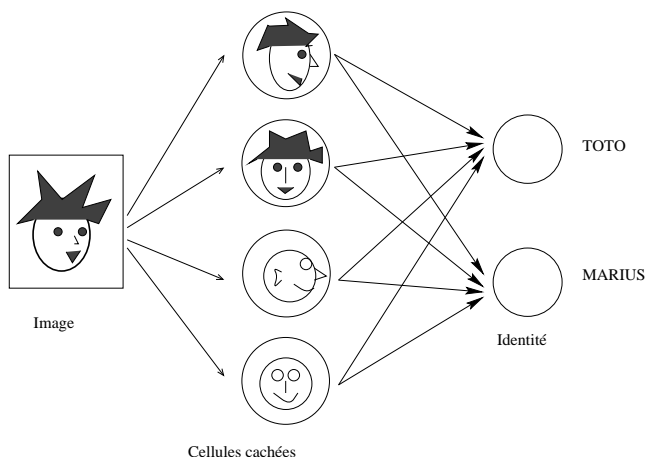 TOTO
MARIUS
Image
Identité
Cellules cachées